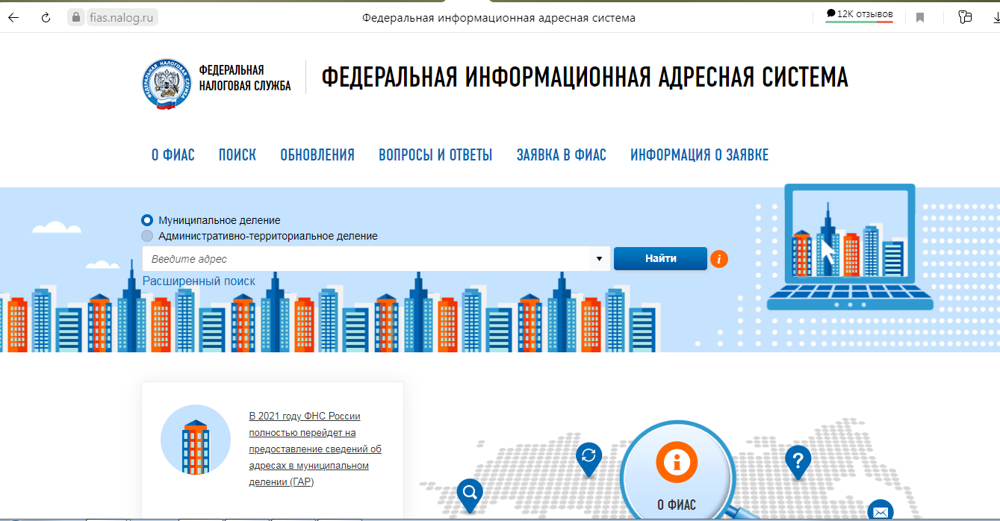 fias.nalog.ru
Федеральная информационная адресная система
12K отзывов
ФЕДЕРАЛЬНАЯ
НАЛОГОВАЯ СЛУЖБА
ФЕДЕРАЛЬНАЯ ИНФОРМАЦИОННАЯ АДРЕСНАЯ СИСТЕМА
О ФИАС
ПОИСК
ОБНОВЛЕНИЯ
ВОПРОСЫ И ОТВЕТЫ
ЗАЯВКА В ФИАС
ИНФОРМАЦИЯ О ЗАЯВКЕ
Муниципальное деление
Административно-территориальное деление
Введите адрес
Найти
i
Расширенный поиск
В 2021 году ФНС России
полностью перейдет на
предоставление сведений об
адресах в муниципальном
делении (ГАР)
i
?
О ФИАС